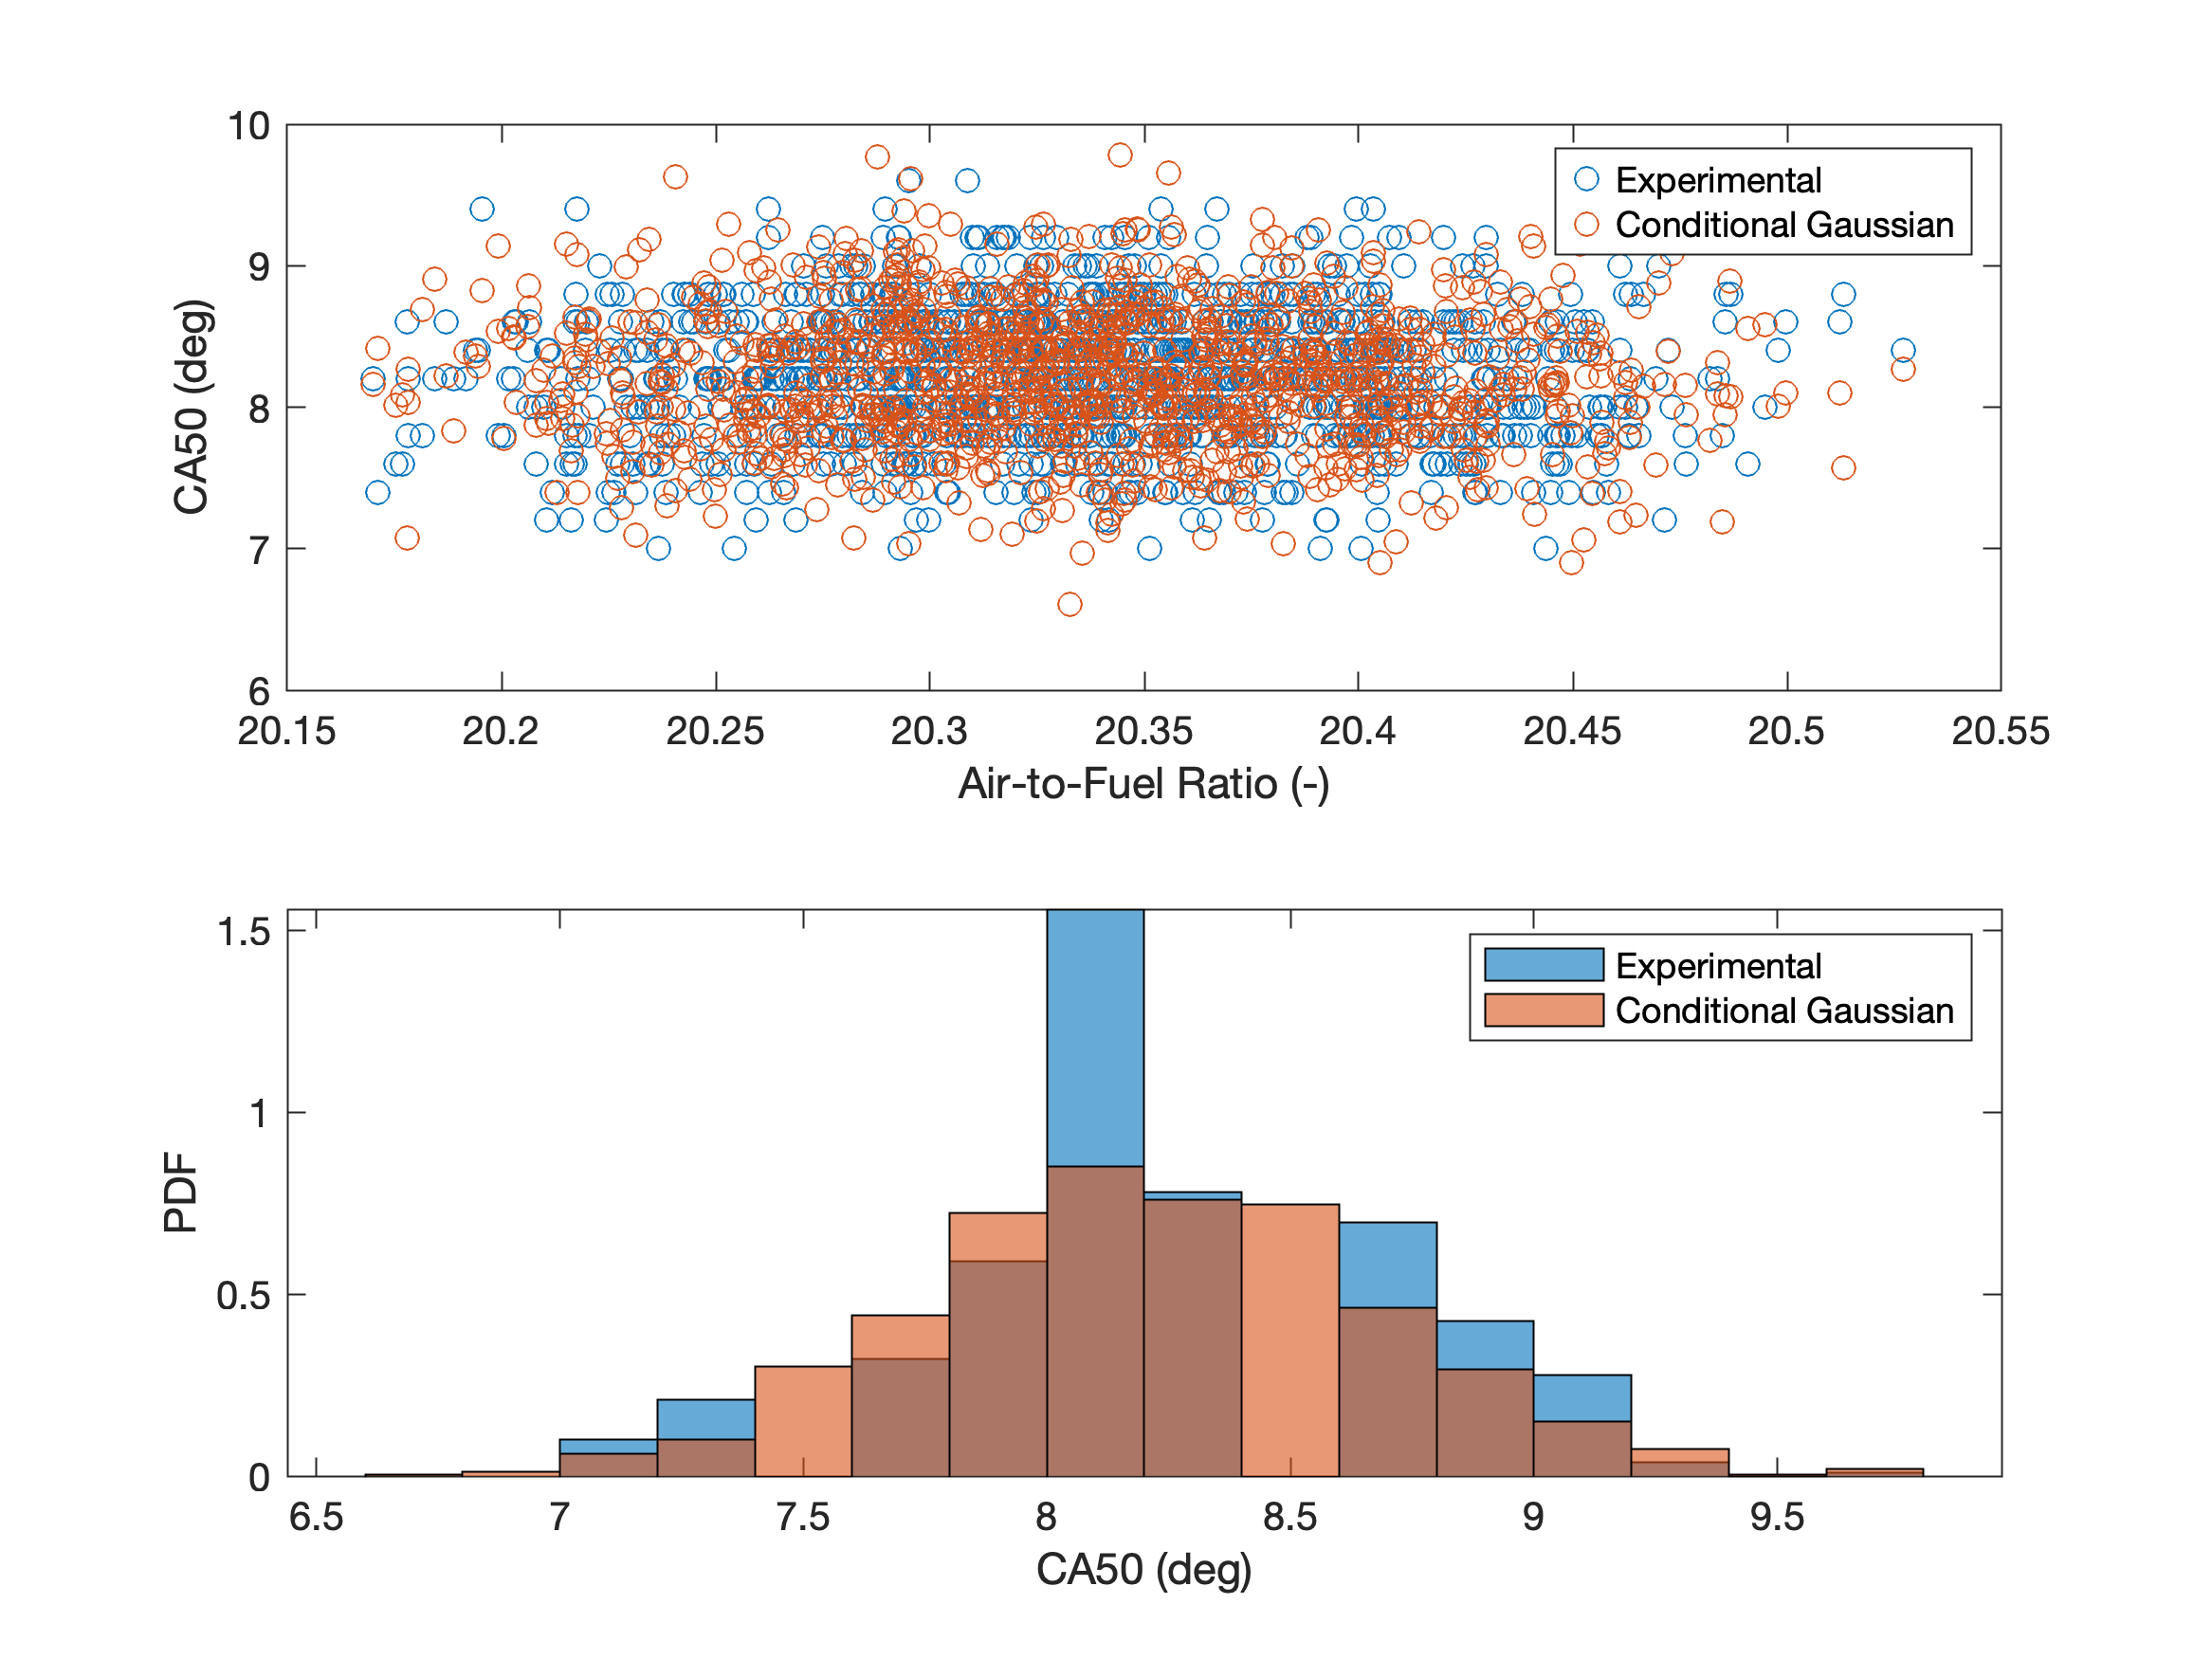 10
9
8
7
6
CA50 (deg)
Experimental
Conditional Gaussian
20.15 20.2 20.25 20.3 20.35 20.4 20.45 20.5 20.55
Air-to-Fuel Ratio (-)
1.5
1
0.5
0
PDF
Experimental
Conditional Gaussian
6.5 7 7.5 8 8.5 9 9.5
CA50 (deg)